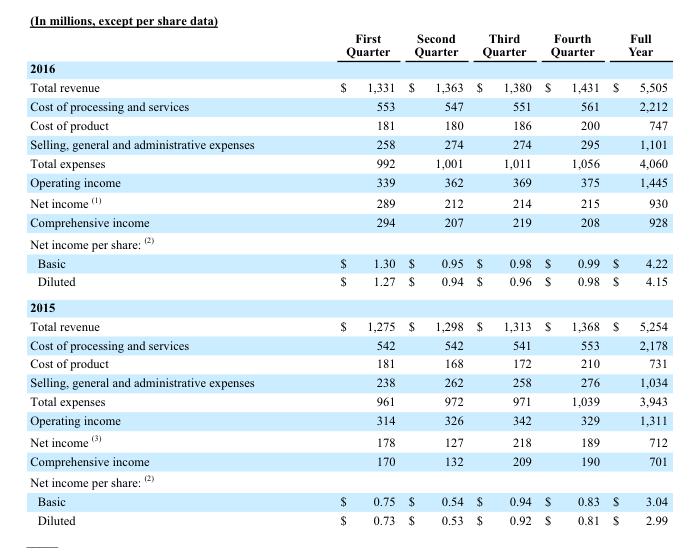 (In millions, except per share data)
First Quarter Second Quarter Third Quarter Fourth Quarter Full Year
2016
Total revenue $ 1,331 $ 1,363 $ 1,380 $ 1,431 $ 5,505
Cost of processing and services 553 547 551 561 2,212
Cost of product 181 180 186 200 747
Selling, general and administrative expenses 258 274 274 295 1,101
Total expenses 992 1,001 1,011 1,056 4,060
Operating income 339 362 369 375 1,445
Net income (1) 289 212 214 215 930
Comprehensive income 294 207 219 208 928
Net income per share: (2)
Basic $ 1.30 $ 0.95 $ 0.98 $ 0.99 $ 4.22
Diluted $ 1.27 $ 0.94 $ 0.96 $ 0.98 $ 4.15
2015
Total revenue $ 1,275 $ 1,298 $ 1,313 $ 1,368 $ 5,254
Cost of processing and services 542 542 541 553 2,178
Cost of product 181 168 172 210 731
Selling, general and administrative expenses 238 262 258 276 1,034
Total expenses 961 972 971 1,039 3,943
Operating income 314 326 342 329 1,311
Net income (3) 178 127 218 189 712
Comprehensive income 170 132 209 190 701
Net income per share: (2)
Basic $ 0.75 $ 0.54 $ 0.94 $ 0.83 $ 3.04
Diluted $ 0.73 $ 0.53 $ 0.92 $ 0.81 $ 2.99